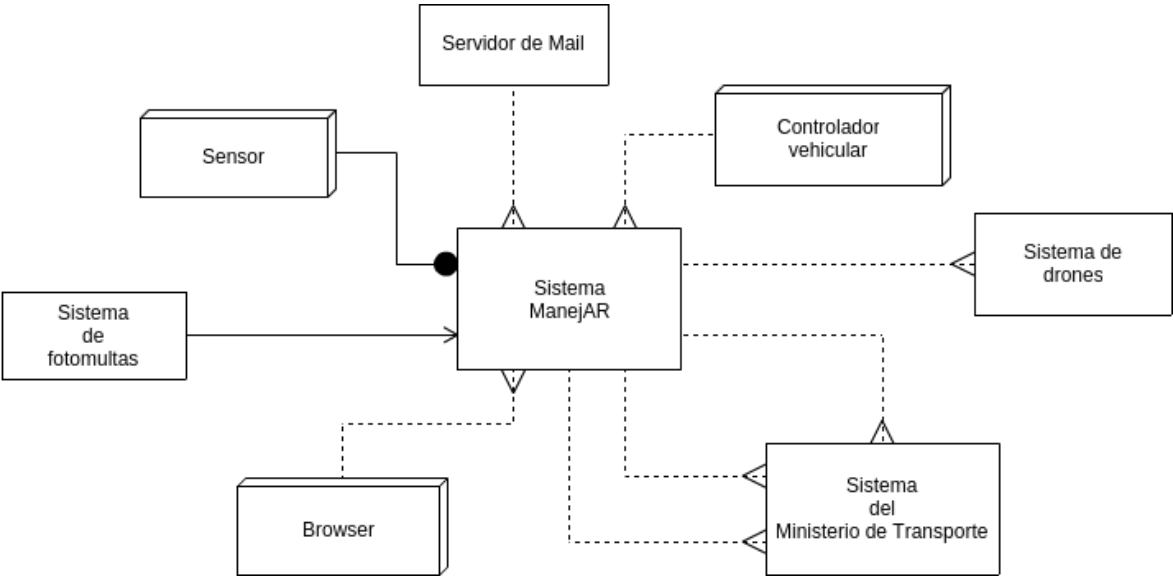 Servidor de Mail
Sensor
Controlador
vehicular
Sistema de
drones
Sistema
ManejAR
Sistema
de
fotomultas
Browser
Sistema
del
Ministerio de Transporte